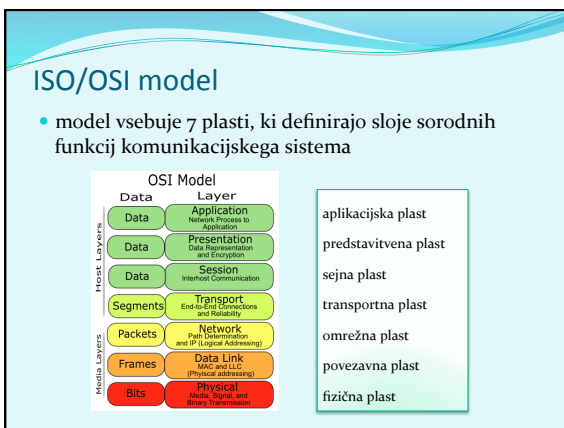 ISO/OSI model
model vsebuje 7 plasti, ki definirajo sloje sorodnih
funkcij komunikacijskega sistema
OSI Model
Data Layer
Host Layers
Data Application
Network Process to
Application
Data Presentation
Data Representation
and Encryption
Data Session
Interhost Communication
Segments Transport
End-to-End Connections
and Reliability
Media Layers
Packets Network
Path Determination
and IP (Logical Addressing)
Frames Data Link
MAC and LLC
(Phyiscal addressing)
Bits Physical
Media, Signal, and
Binary Transmission
aplikacijska plast
predstavitvena plast
sejna plast
transportna plast
omrežna plast
povezavna plast
fizična plast